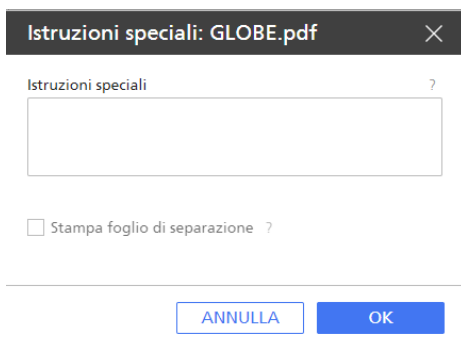 Istruzioni speciali: GLOBE.pdf
Istruzioni speciali ?
Stampa foglio di separazione ?
ANNULLA OK